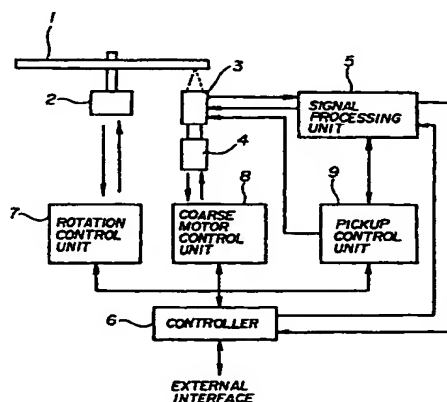 1
2
3
4
5
SIGNAL
PROCESSING
UNIT
7
ROTATION
CONTROL
UNIT
8
COARSE
MOTOR
CONTROL
UNIT
9
PICKUP
CONTROL
UNIT
6
CONTROLLER
EXTERNAL
INTERFACE